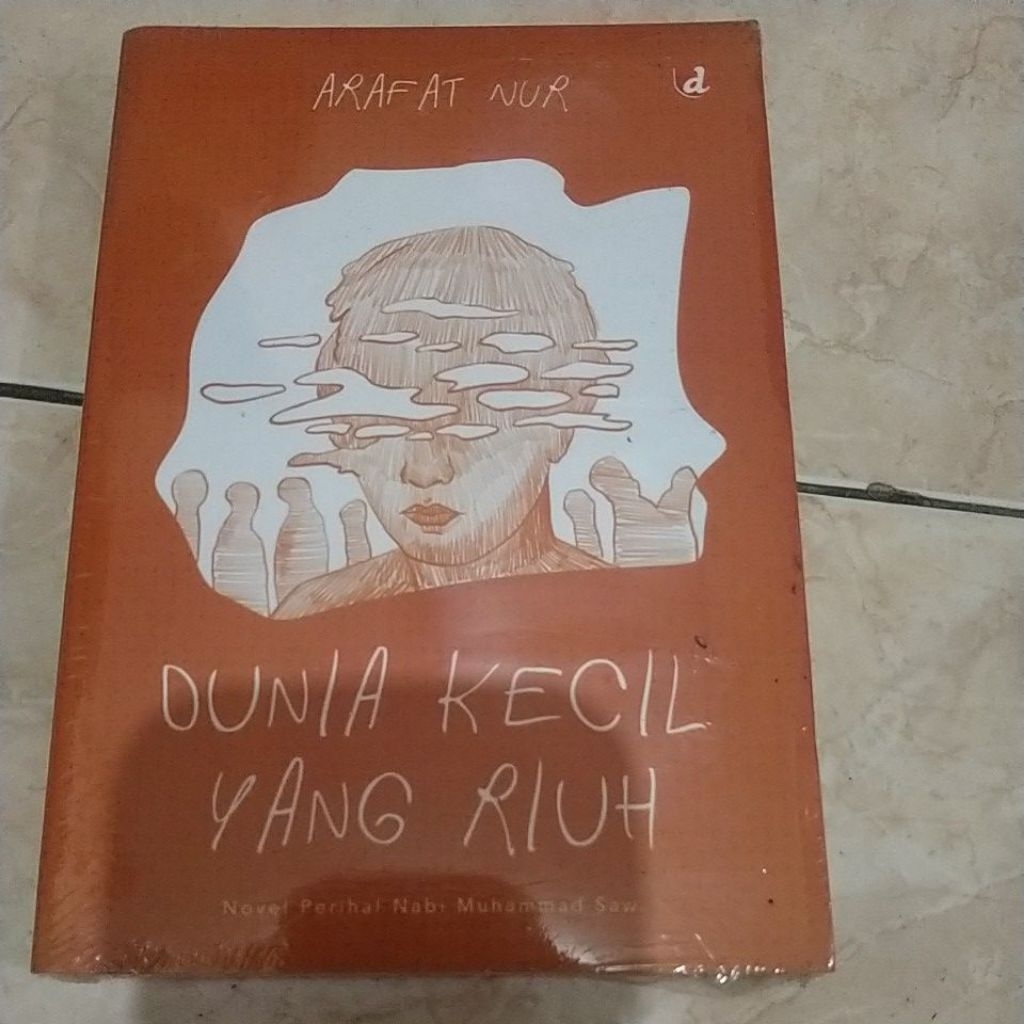 ARAFAT NUR
d
DUNIA KECIL
YANG RIUH
Novel Perihal Nabi Muhammad Saw.